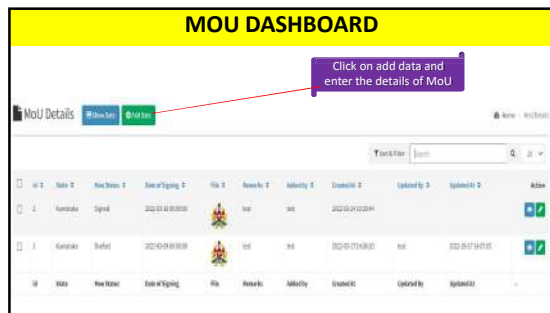 MOU DASHBOARD
Click on add data and
enter the details of MoU
MoU Details Show Data Add Data
Home
Sort & Filter Search
Id State Mou Status Date of Signing File Remarks Added By Created At Updated By Updated At Action
2 Karnataka Signed test test
1 Karnataka test test test
Id State Mou Status Date of Signing File Remarks Added By Created At Updated By Updated At